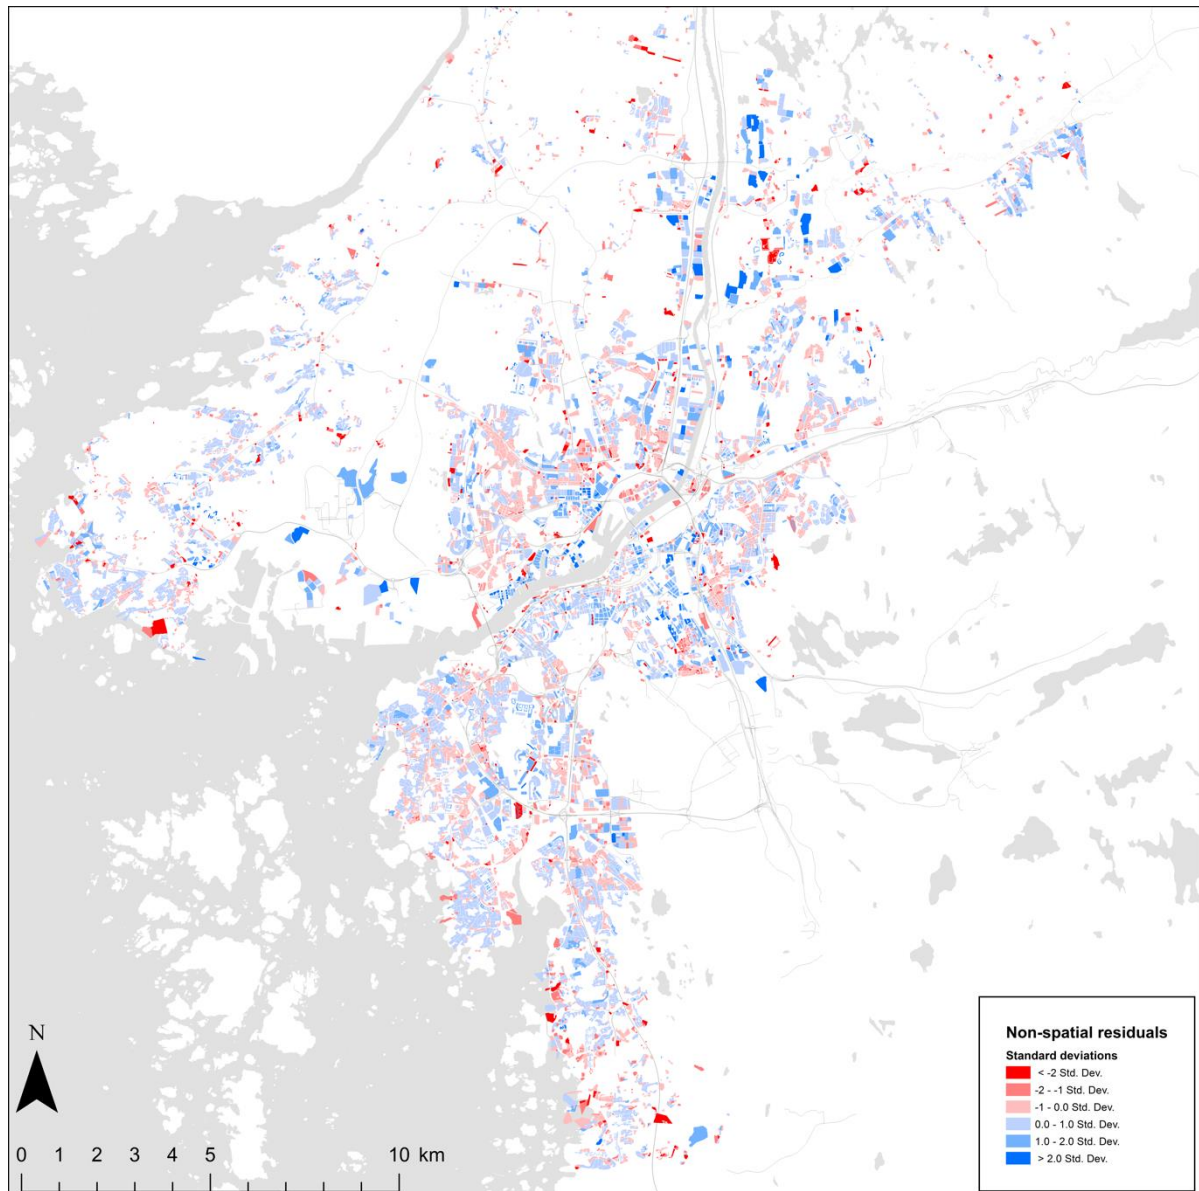 N
0 1 2 3 4 5 10 km
Non-spatial residuals
Standard deviations
< -2 Std. Dev.
-2 - -1 Std. Dev.
-1 - 0.0 Std. Dev.
0.0 - 1.0 Std. Dev.
1.0 - 2.0 Std. Dev.
> 2.0 Std. Dev.